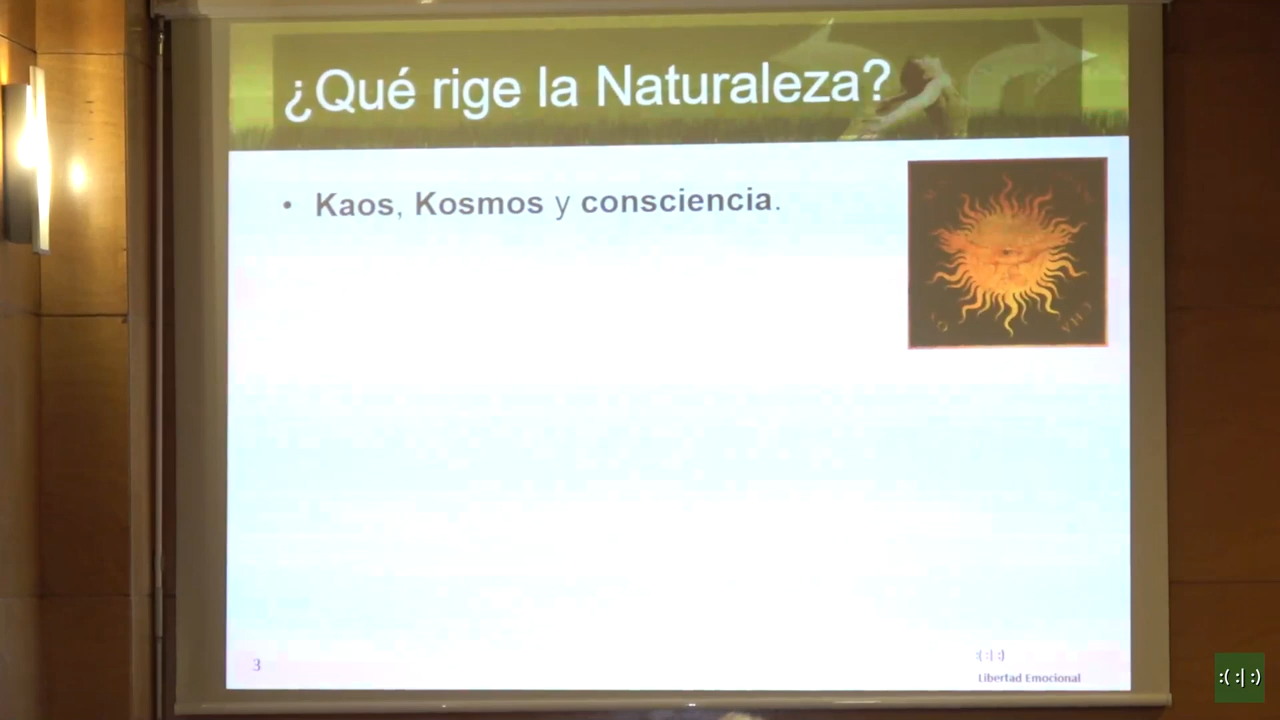 ¿Qué rige la Naturaleza?
• Kaos, Kosmos y consciencia.
3
:( :| :)
Libertad Emocional
:( :| :)